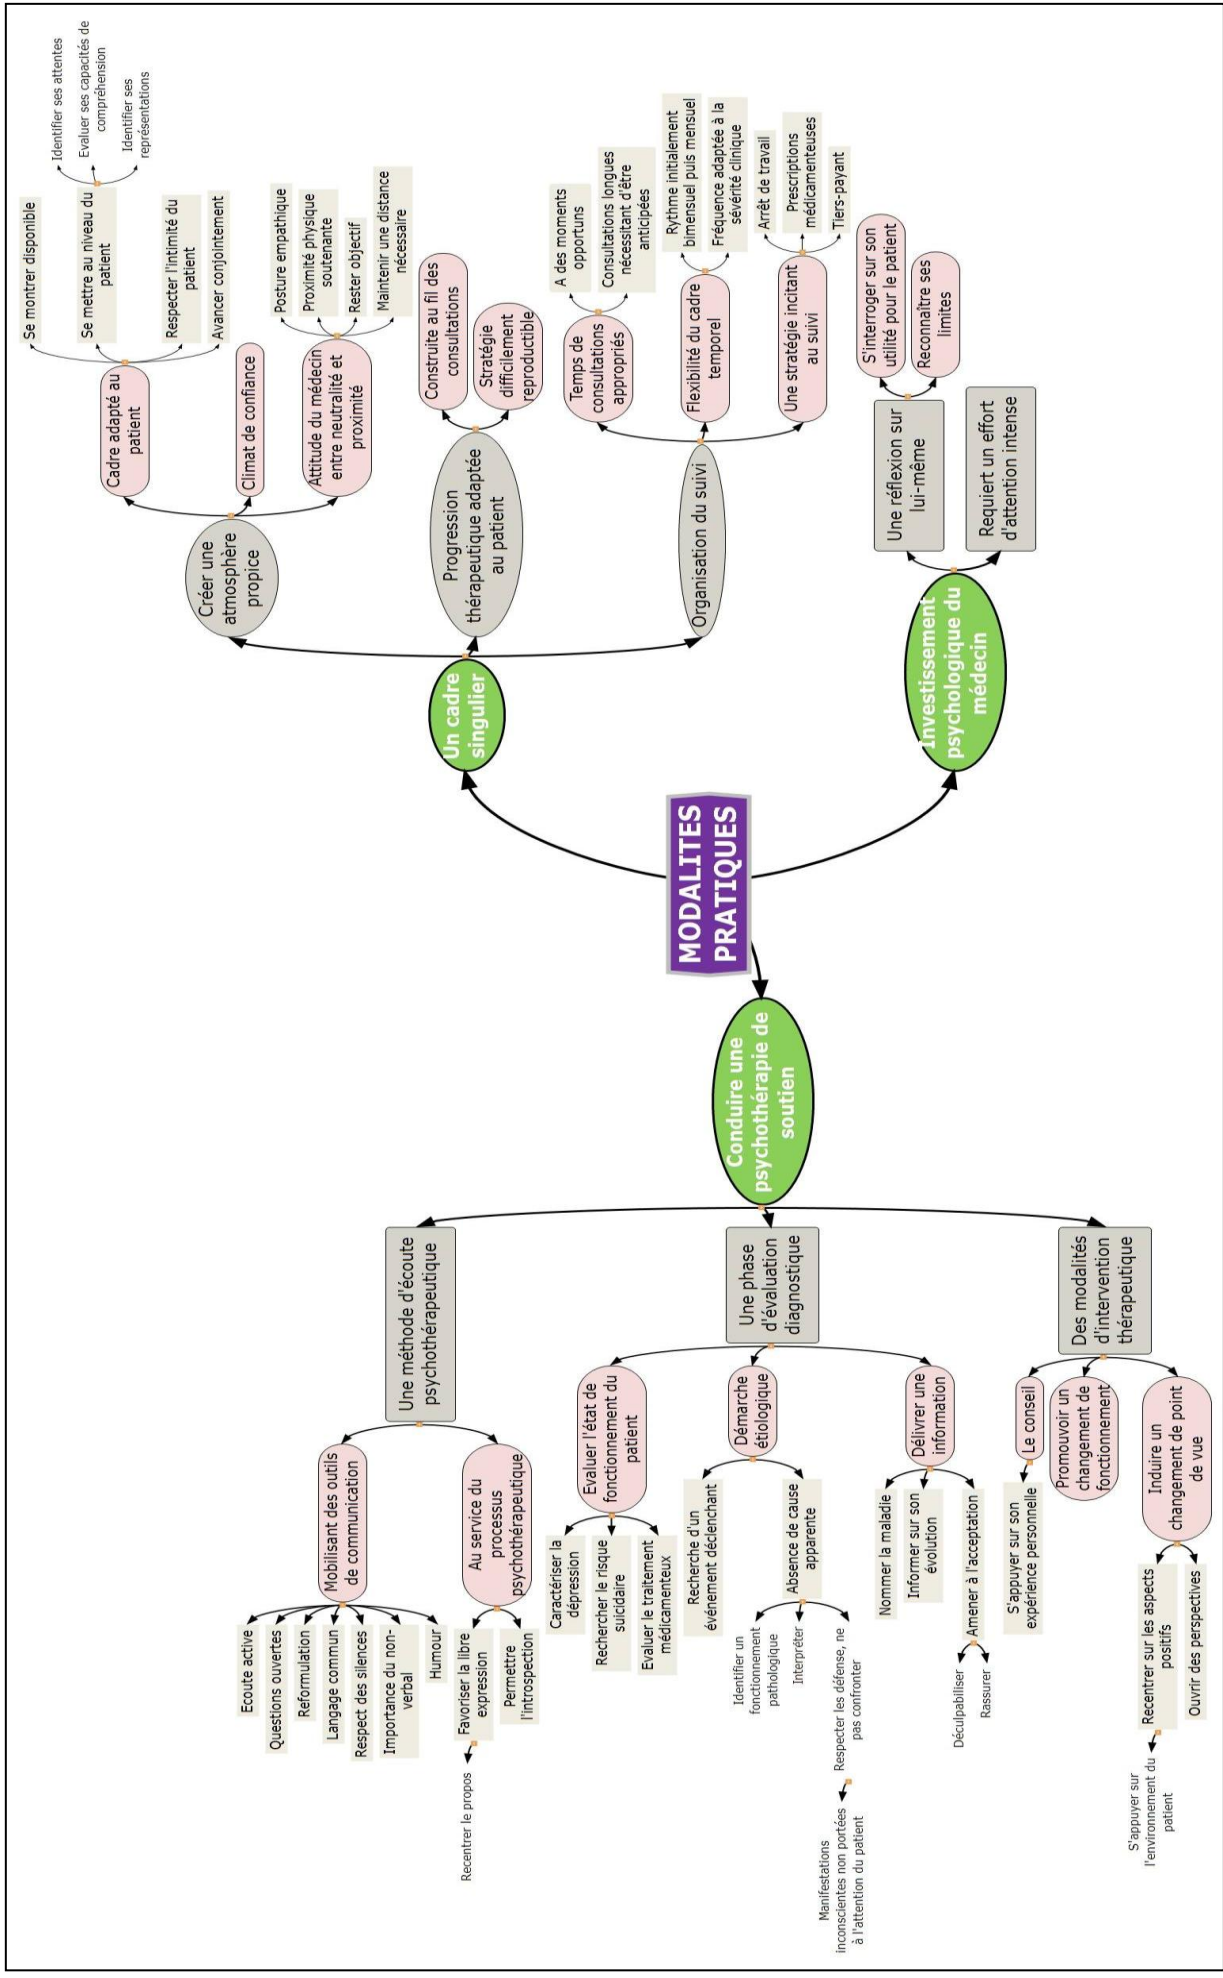 MODALITES
PRATIQUES
Conduire une
psychothérapie de
soutien
Une méthode d'écoute
psychothérapeutique
Mobilisant des outils
de communication
Ecoute active
Questions ouvertes
Reformulation
Langage commun
Respect des silences
Importance du non-
verbal
Humour
Au service du
processus
psychothérapeutique
Favoriser la libre
expression
Recentrer le propos
Permettre
l'introspection
Une phase
d'évaluation
diagnostique
Evaluer l'état de
fonctionnement du
patient
Caractériser la
dépression
Rechercher le risque
suicidaire
Evaluer le traitement
médicamenteux
Démarche
étiologique
Recherche d'un
événement déclenchant
Absence de cause
apparente
Identifier un
fonctionnement
pathologique
Interpréter
Respecter les défense, ne
pas confronter
Manifestations
inconscientes non portées
à l'attention du patient
Délivrer une
information
Nommer la maladie
Informer sur son
évolution
Amener à l'acceptation
Déculpabiliser
Rassurer
Des modalités
d'intervention
thérapeutique
Le conseil
S'appuyer sur son
expérience personnelle
Promouvoir un
changement de
fonctionnement
Induire un
changement de point
de vue
Recentrer sur les aspects
positifs
S'appuyer sur
l'environnement du
patient
Ouvrir des perspectives
Un cadre
singulier
Créer une
atmosphère
propice
Cadre adapté au
patient
Se montrer disponible
Se mettre au niveau du
patient
Identifier ses attentes
Evaluer ses capacités de
compréhension
Identifier ses
représentations
Respecter l'intimité du
patient
Avancer conjointement
Climat de confiance
Attitude du médecin
entre neutralité et
proximité
Posture empathique
Proximité physique
soutenante
Rester objectif
Maintenir une distance
nécessaire
Progression
thérapeutique adaptée
au patient
Construite au fil des
consultations
Stratégie
difficilement
reproductible
Organisation du suivi
Temps de
consultations
appropriés
A des moments
opportuns
Consultations longues
nécessitant d'être
anticipées
Flexibilité du cadre
temporel
Rythme initialement
bimensuel puis mensuel
Fréquence adaptée à la
sévérité clinique
Une stratégie incitant
au suivi
Arrêt de travail
Prescriptions
médicamenteuses
Tiers-payant
Investissement
psychologique du
médecin
Une réflexion sur
lui-même
S'interroger sur son
utilité pour le patient
Reconnaître ses
limites
Requiert un effort
d'attention intense